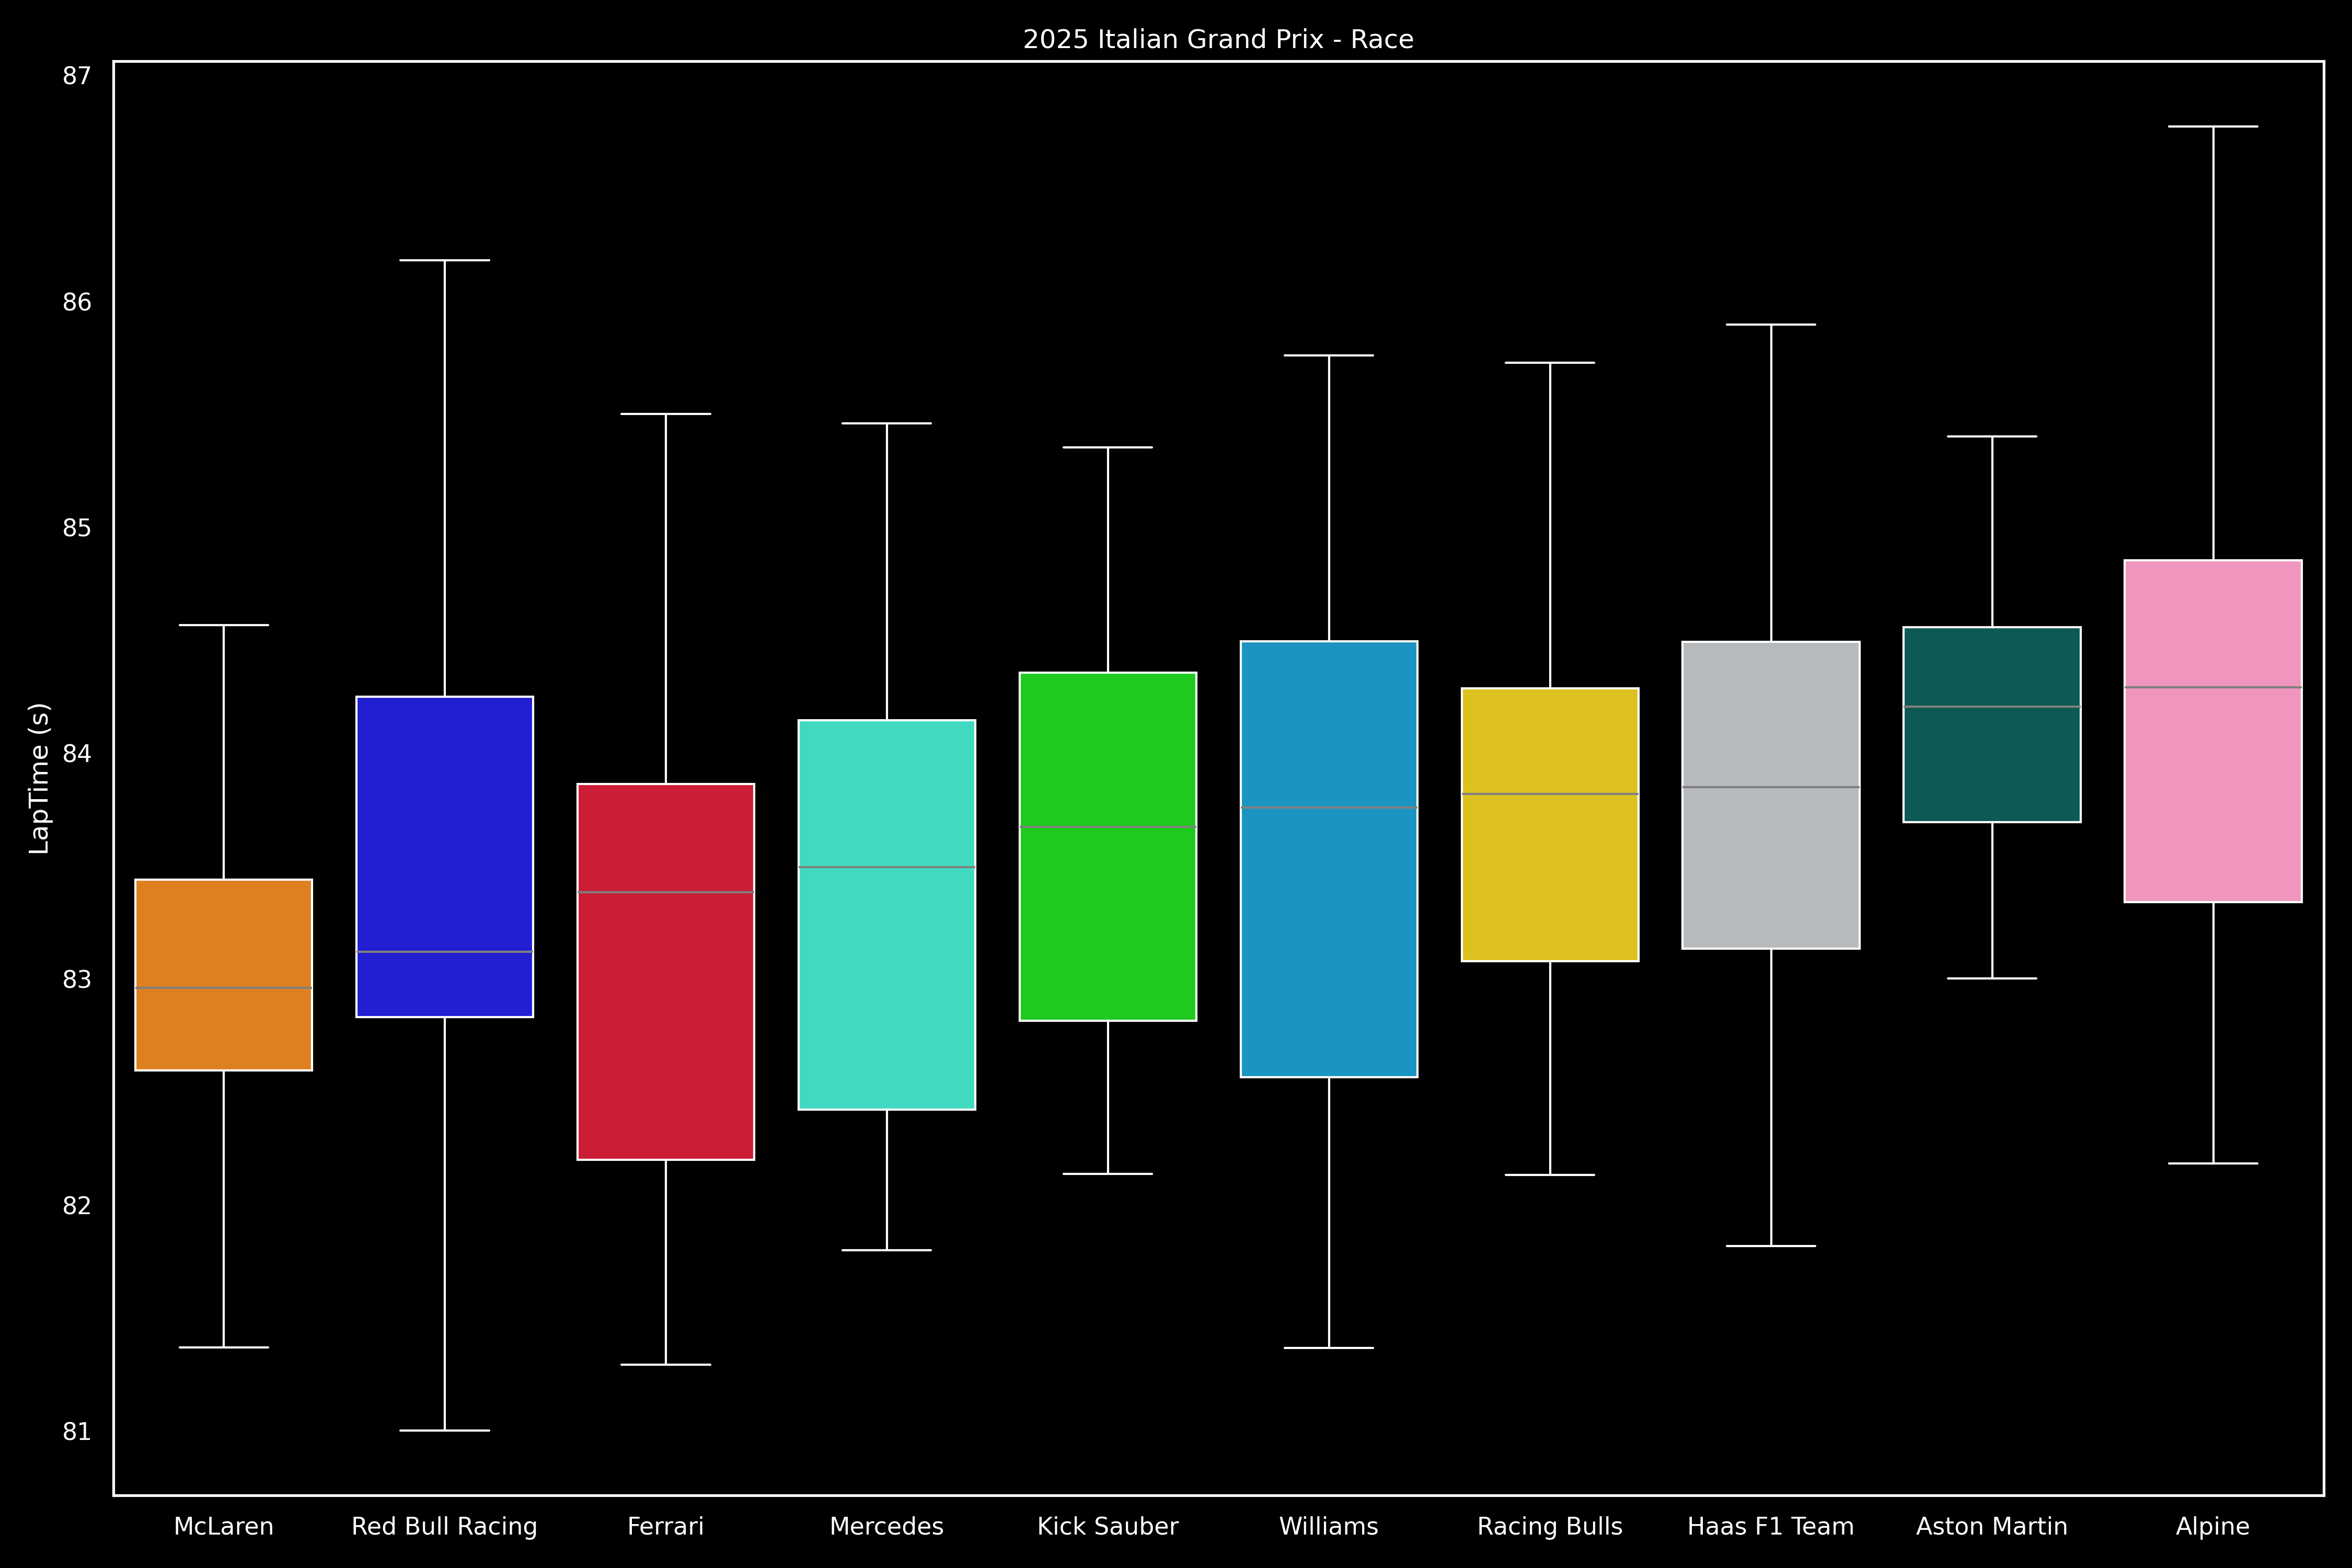 2025 Italian Grand Prix - Race
LapTime (s)
87
86
85
84
83
82
81
McLaren
Red Bull Racing
Ferrari
Mercedes
Kick Sauber
Williams
Racing Bulls
Haas F1 Team
Aston Martin
Alpine